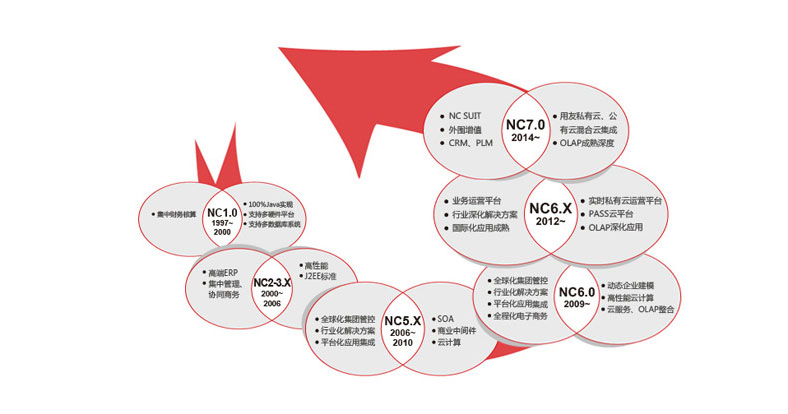 • 集中财务核算
NC1.0
1997~
2000
• 100%Java实现
• 支持多硬件平台
• 支持多数据库系统
• 高端ERP
• 集中管理、
协同商务
NC2-3.X
2000~
2006
• 高性能
• J2EE标准
• 全球化集团管控
• 行业化解决方案
• 平台化应用集成
NC5.X
2006~
2010
• SOA
• 商业中间件
• 云计算
• 全球化集团管控
• 行业化解决方案
• 平台化应用集成
• 全程化电子商务
NC6.0
2009~
• 动态企业建模
• 高性能云计算
• 云服务、OLAP整合
• 业务运营平台
• 行业深化解决方案
• 国际化应用成熟
NC6.X
2012~
• 实时私有云运营平台
• PASS云平台
• OLAP深化应用
• NC SUIT
• 外围增值
• CRM、PLM
NC7.0
2014~
• 用友私有云、公
有云混合云集成
• OLAP成熟深度